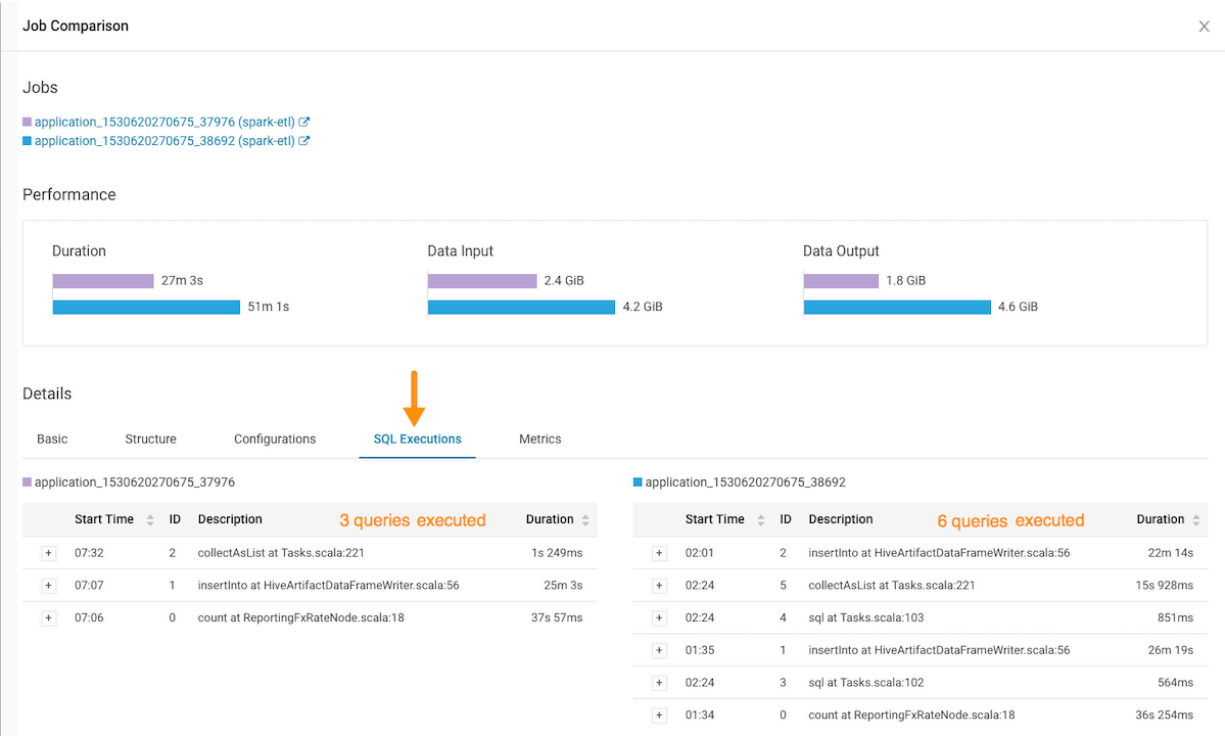 Job Comparison
Jobs
application_1530620270675_37976 (spark-etl)
application_1530620270675_38692 (spark-etl)
Performance
Duration
27m 3s
51m 1s
Data Input
2.4 GiB
4.2 GiB
Data Output
1.8 GiB
4.6 GiB
Details
Basic Structure Configurations SQL Executions Metrics
application_1530620270675_37976
Start Time ID Description 3 queries executed Duration
07:32 2 collectAsList at Tasks.scala:221 1s 249ms
07:07 1 insertInto at HiveArtifactDataFrameWriter.scala:56 25m 3s
07:06 0 count at ReportingFxRateNode.scala:18 37s 57ms
application_1530620270675_38692
Start Time ID Description 6 queries executed Duration
02:01 2 insertInto at HiveArtifactDataFrameWriter.scala:56 22m 14s
02:24 5 collectAsList at Tasks.scala:221 15s 928ms
02:24 4 sql at Tasks.scala:103 851ms
01:35 1 insertInto at HiveArtifactDataFrameWriter.scala:56 26m 19s
02:24 3 sql at Tasks.scala:102 564ms
01:34 0 count at ReportingFxRateNode.scala:18 36s 254ms